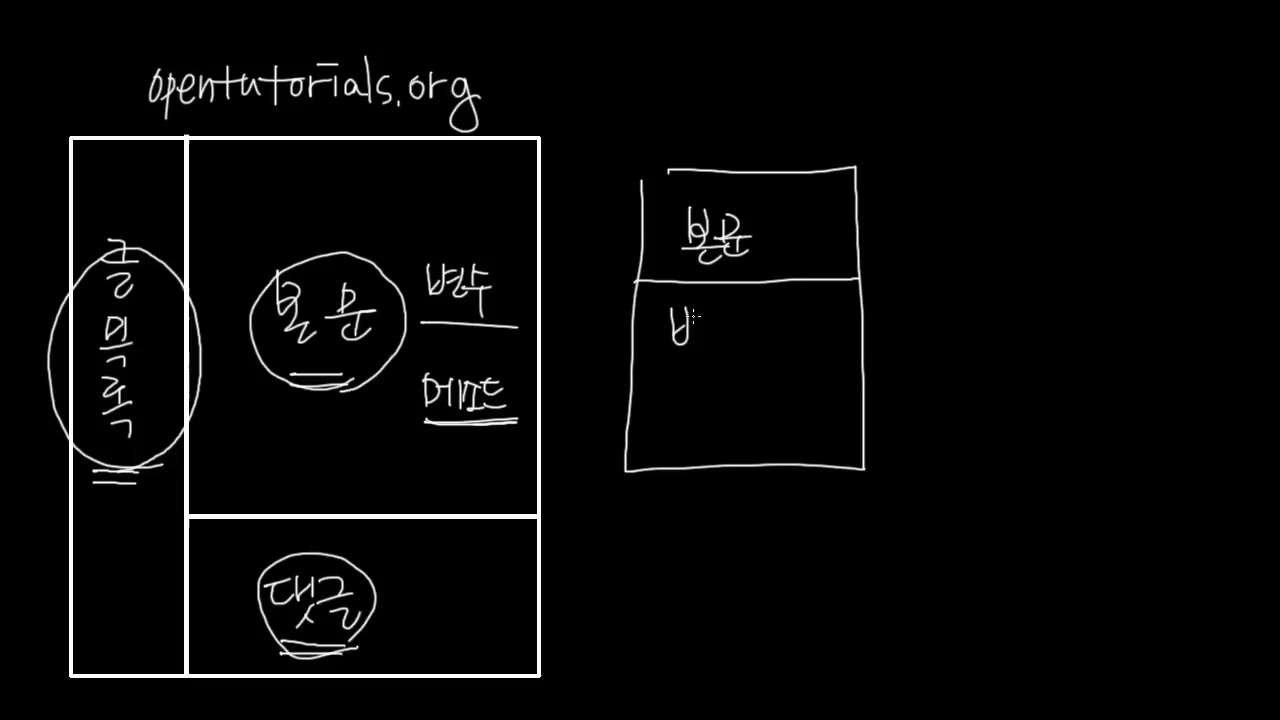 opentutorials.org
글목록
본문
변수
메소드
댓글
본문
ㅂ